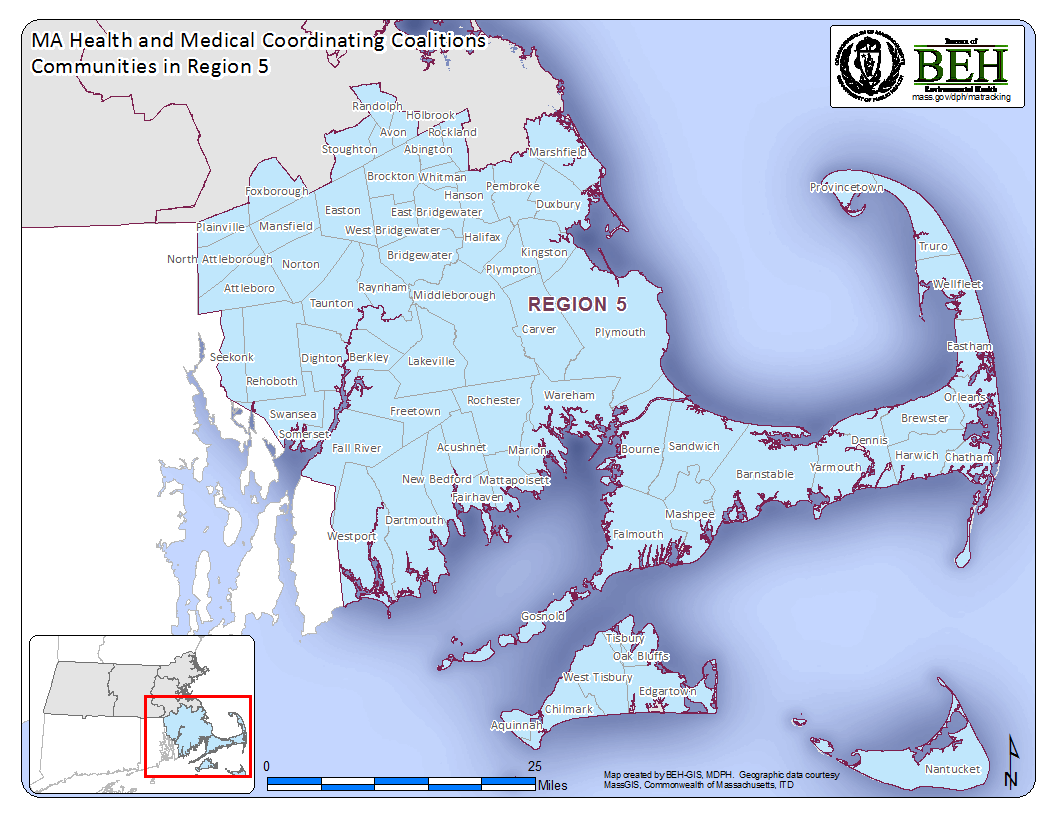 MA Health and Medical Coordinating Coalitions
Communities in Region 5
Bureau of
BEH
Environmental Health
mass.gov/dph/matracking
Randolph
Holbrook
Avon
Rockland
Stoughton
Abington
Marshfield
Brockton
Whitman
Foxborough
Pembroke
Hanson
Provincetown
Duxbury
Easton
East Bridgewater
Plainville
Mansfield
West Bridgewater
Halifax
Truro
Kingston
North Attleborough
Norton
Bridgewater
Plympton
Attleboro
Raynham
Middleborough
Wellfleet
Taunton
REGION 5
Carver
Plymouth
Eastham
Seekonk
Dighton
Berkley
Lakeville
Rehoboth
Rochester
Wareham
Orleans
Swansea
Freetown
Brewster
Somerset
Fall River
Acushnet
Marion
Bourne
Sandwich
Dennis
Harwich
Chatham
Yarmouth
Barnstable
New Bedford
Mattapoisett
Fairhaven
Dartmouth
Mashpee
Westport
Falmouth
Gosnold
Tisbury
Oak Bluffs
West Tisbury
Edgartown
Chilmark
Aquinnah
Nantucket
0
25
Miles
Map created by BEH-GIS, MDPH. Geographic data courtesy
MassGIS, Commonwealth of Massachusetts, ITD
N